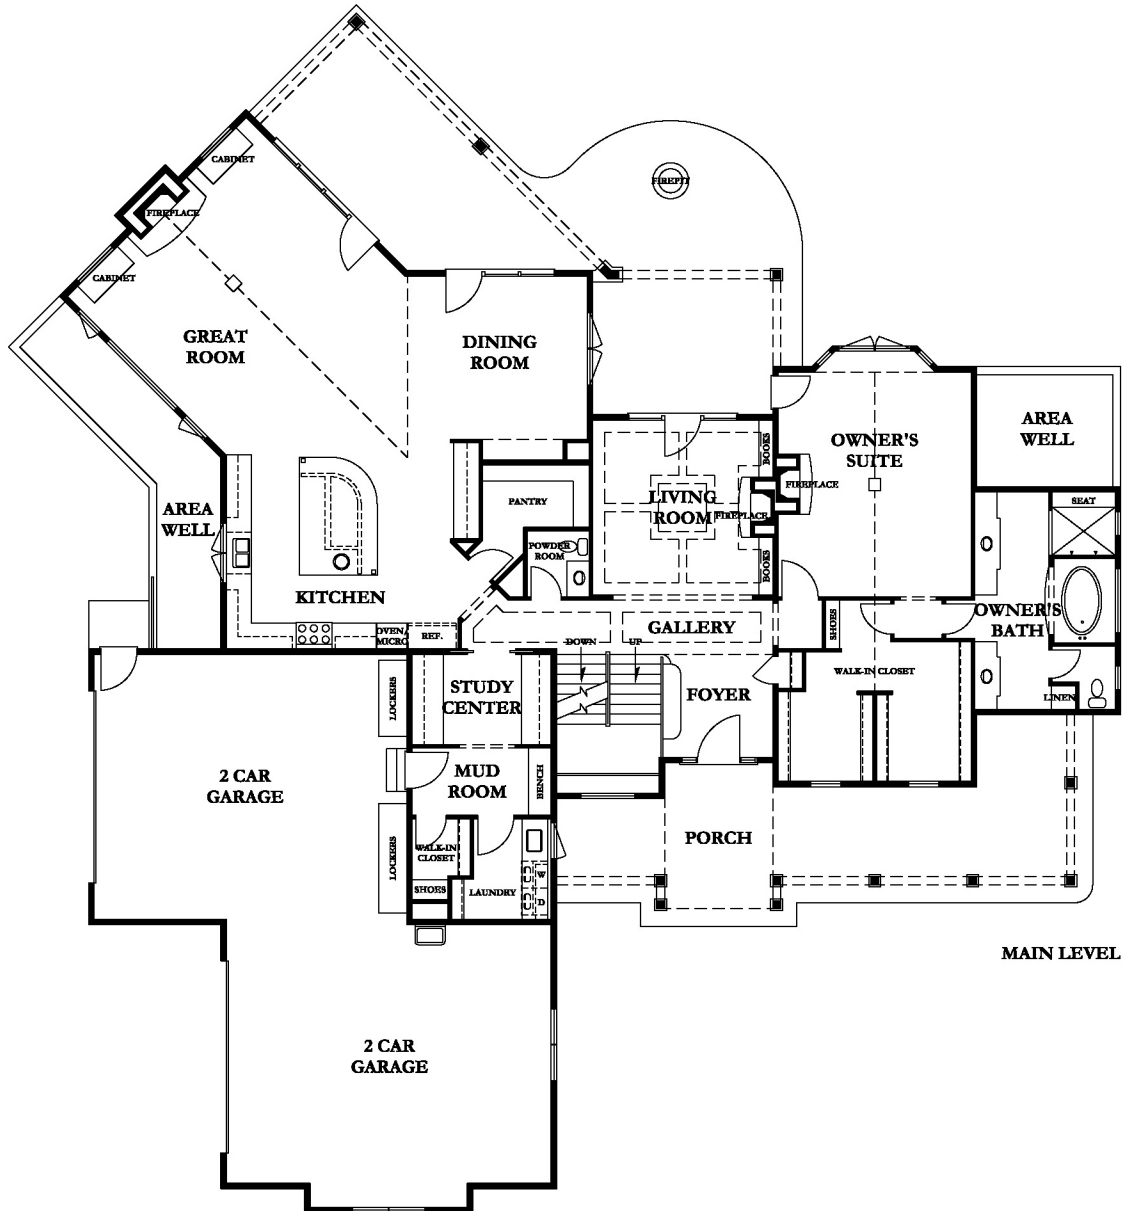 CABINET
FIREPIT
FIREPLACE
CABINET
GREAT
ROOM
DINING
ROOM
AREA
WELL
OWNER'S
SUITE
BOOKS
FIREPLACE
LIVING
ROOM
FIREPLACE
BOOKS
SEAT
PANTRY
AREA
WELL
POWDER
ROOM
KITCHEN
OVEN/
MICRO
REF.
GALLERY
SHOES
OWNER'S
BATH
DOWN
UP
WALK-IN CLOSET
LINEN
LOCKERS
STUDY
CENTER
FOYER
2 CAR
GARAGE
MUD
ROOM
BENCH
PORCH
LOCKERS
WALK-IN
CLOSET
SHOES
LAUNDRY
W
D
MAIN LEVEL
2 CAR
GARAGE